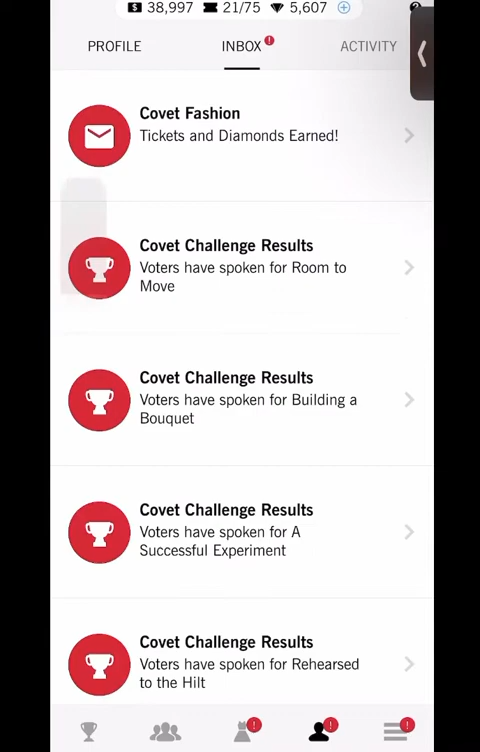 $ 38,997 21/75 5,607
PROFILE INBOX ! ACTIVITY
Covet Fashion
Tickets and Diamonds Earned!
Covet Challenge Results
Voters have spoken for Room to
Move
Covet Challenge Results
Voters have spoken for Building a
Bouquet
Covet Challenge Results
Voters have spoken for A
Successful Experiment
Covet Challenge Results
Voters have spoken for Rehearsed
to the Hilt
! ! !